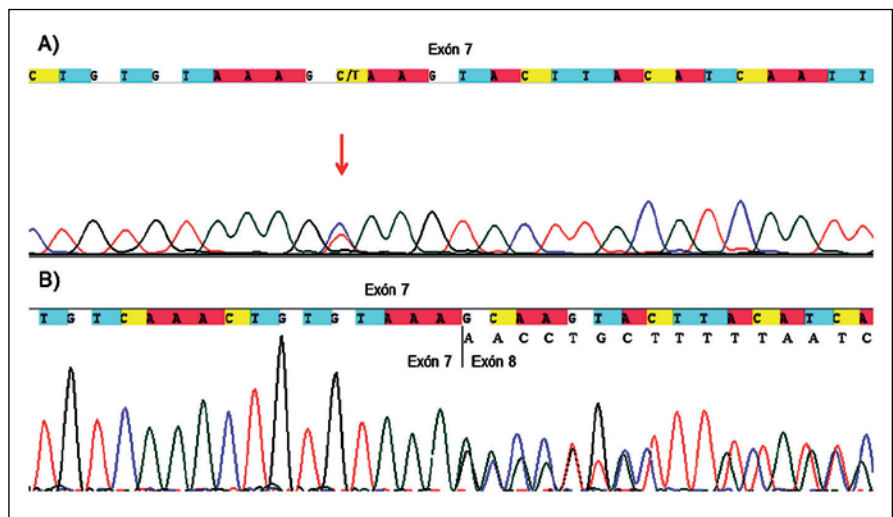 A)
Exón 7
C T G T G T A A A G C/T A A G T A C T T A C A T C A A T T
B)
Exón 7
T G T C A A A C T G T G T A A A G C A A G T A C T T A C A T C A
A A C C T G C T T T T T A A T C
Exón 7 Exón 8